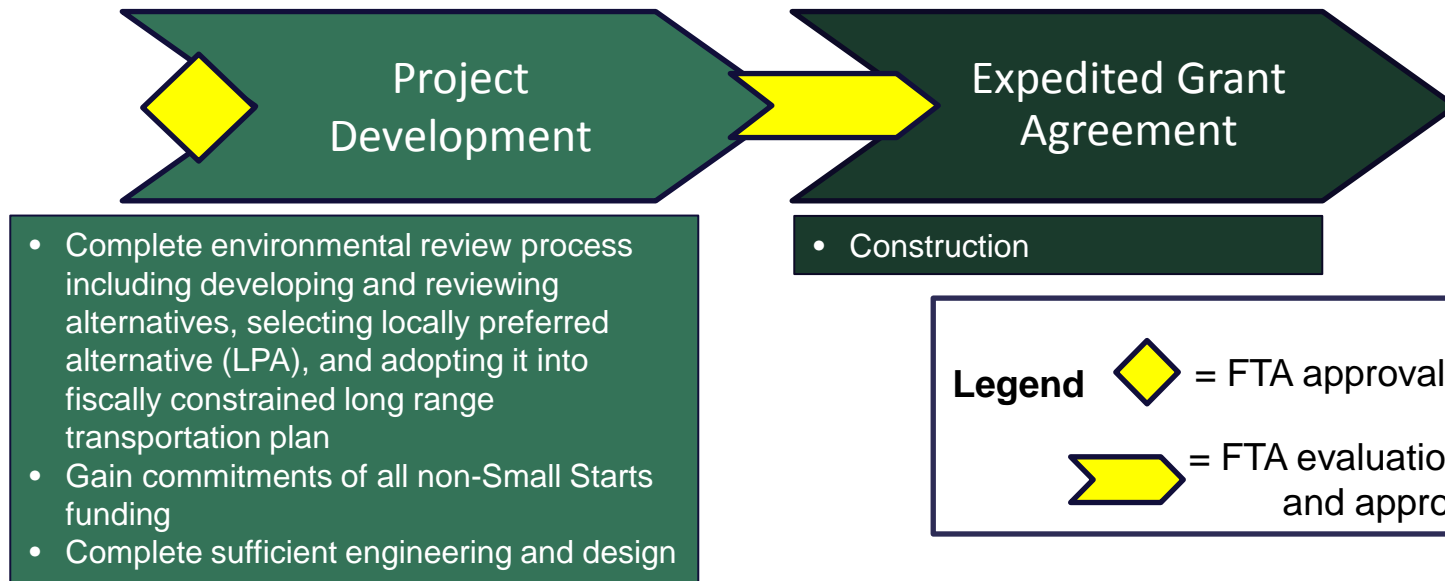 Project
Development
Expedited Grant
Agreement
• Complete environmental review process
including developing and reviewing
alternatives, selecting locally preferred
alternative (LPA), and adopting it into
fiscally constrained long range
transportation plan
• Gain commitments of all non-Small Starts
funding
• Complete sufficient engineering and design
• Construction
Legend
= FTA approval
= FTA evaluatio
and appro